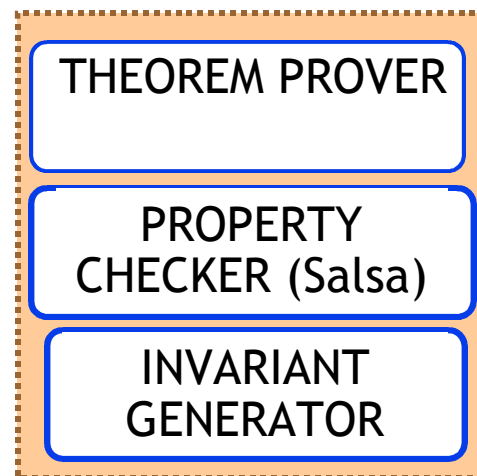 THEOREM PROVER
PROPERTY
CHECKER (Salsa)
INVARIANT
GENERATOR